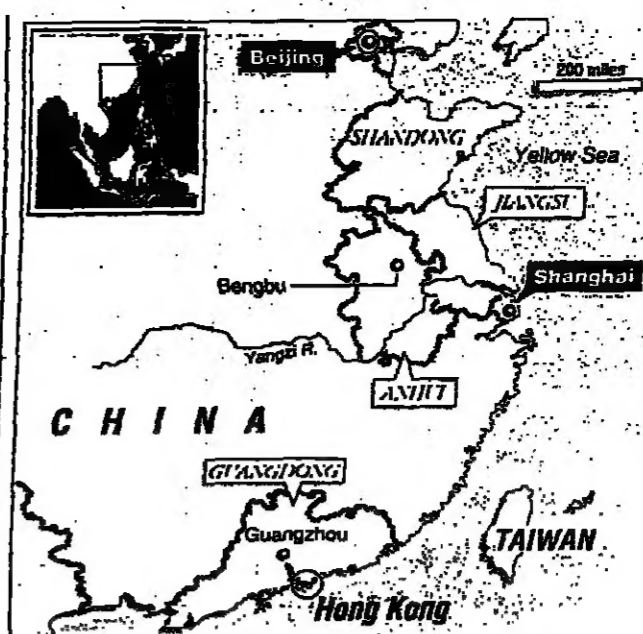 Beijing
200 miles
SHANDONG
Yellow Sea
JIANGSU
Bengbu
Shanghai
Yangzi R.
ANHUI
CHINA
GUANGDONG
Guangzhou
TAIWAN
Hong Kong